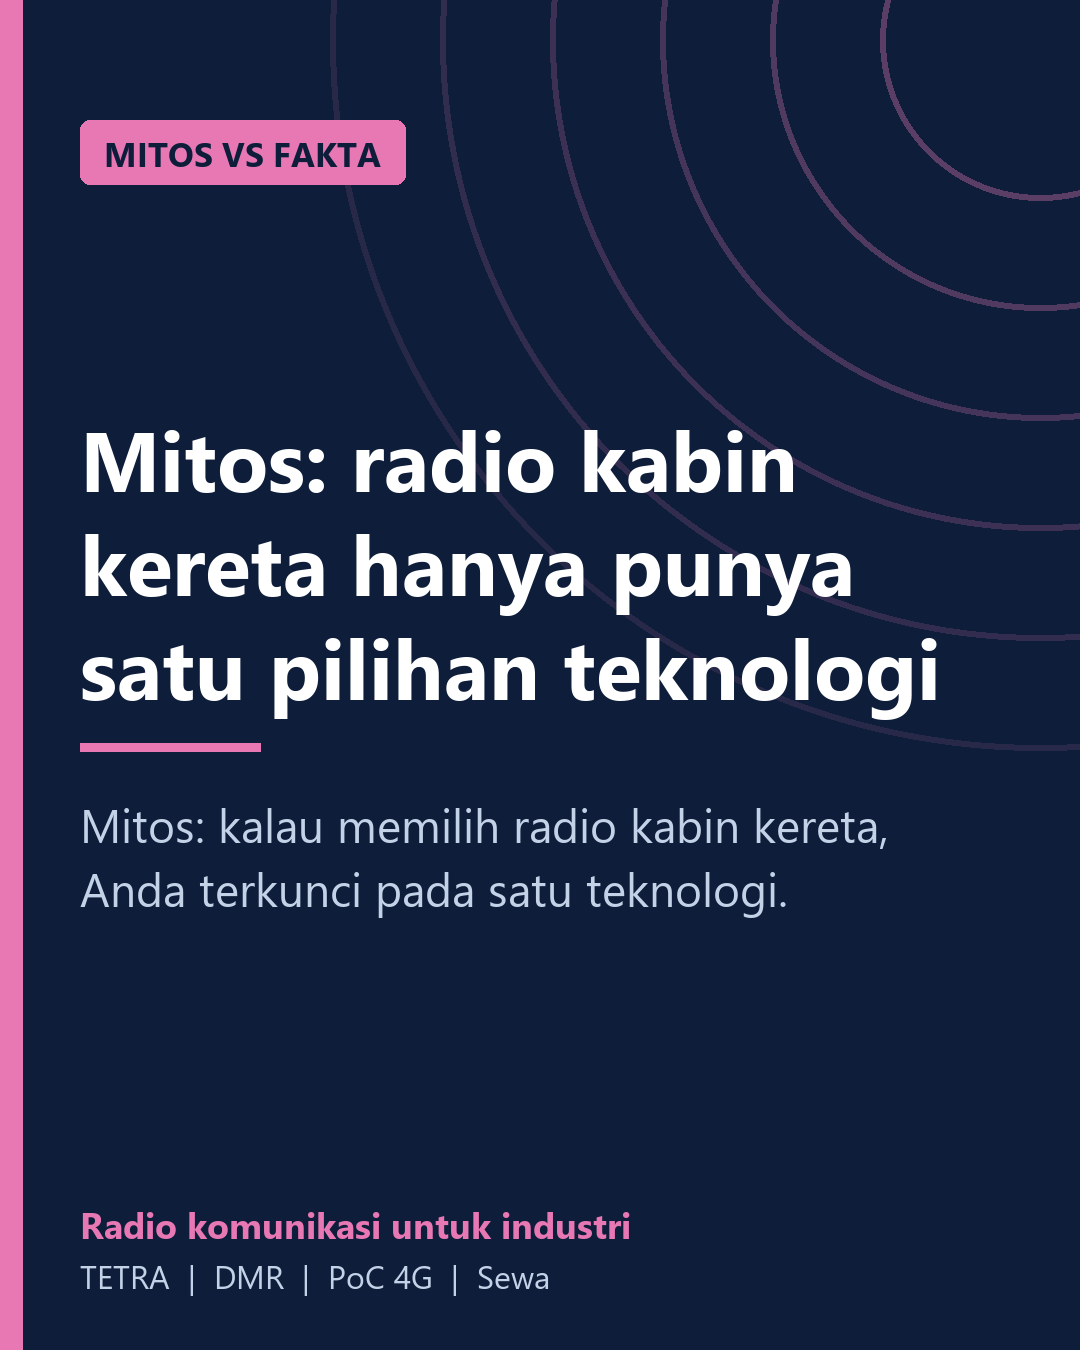 MITOS VS FAKTA
Mitos: radio kabin
kereta hanya punya
satu pilihan teknologi
Mitos: kalau memilih radio kabin kereta,
Anda terkunci pada satu teknologi.
Radio komunikasi untuk industri
TETRA | DMR | PoC 4G | Sewa